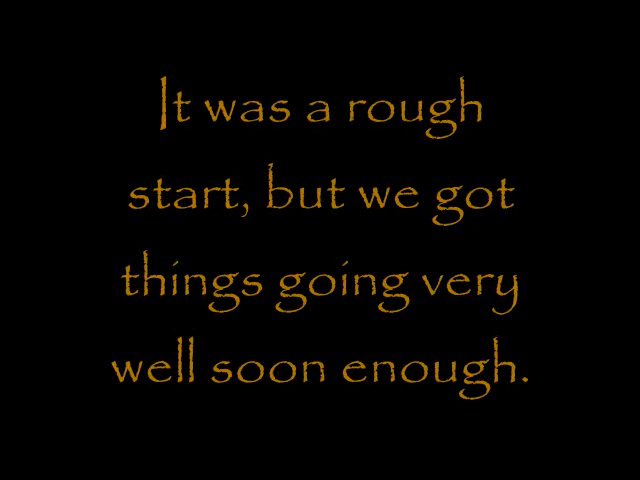 It was a rough
start, but we got
things going very
well soon enough.